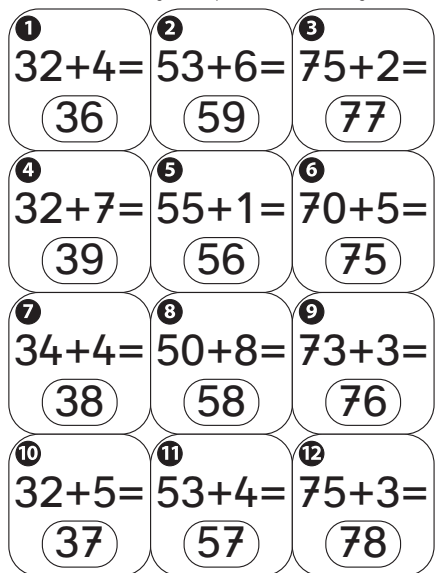 1 2 3
32+4= 53+6= 75+2=
36 59 77
4 5 6
32+7= 55+1= 70+5=
39 56 75
7 8 9
34+4= 50+8= 73+3=
38 58 76
10 11 12
32+5= 53+4= 75+3=
37 57 78